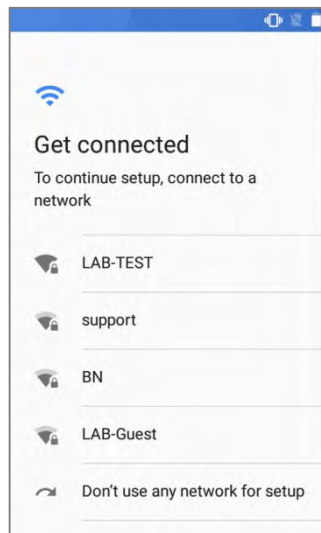 Get connected
To continue setup, connect to a
network
LAB-TEST
support
BN
LAB-Guest
Don't use any network for setup